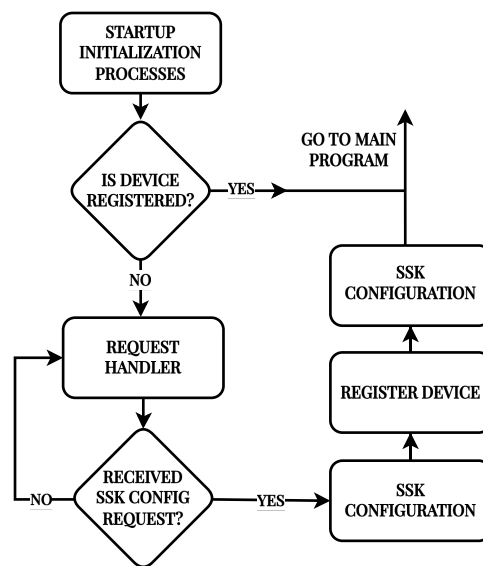 STARTUP
INITIALIZATION
PROCESSES
IS DEVICE
REGISTERED?
YES
GO TO MAIN
PROGRAM
NO
REQUEST
HANDLER
RECEIVED
SSK CONFIG
REQUEST?
NO
YES
SSK
CONFIGURATION
REGISTER DEVICE
SSK
CONFIGURATION